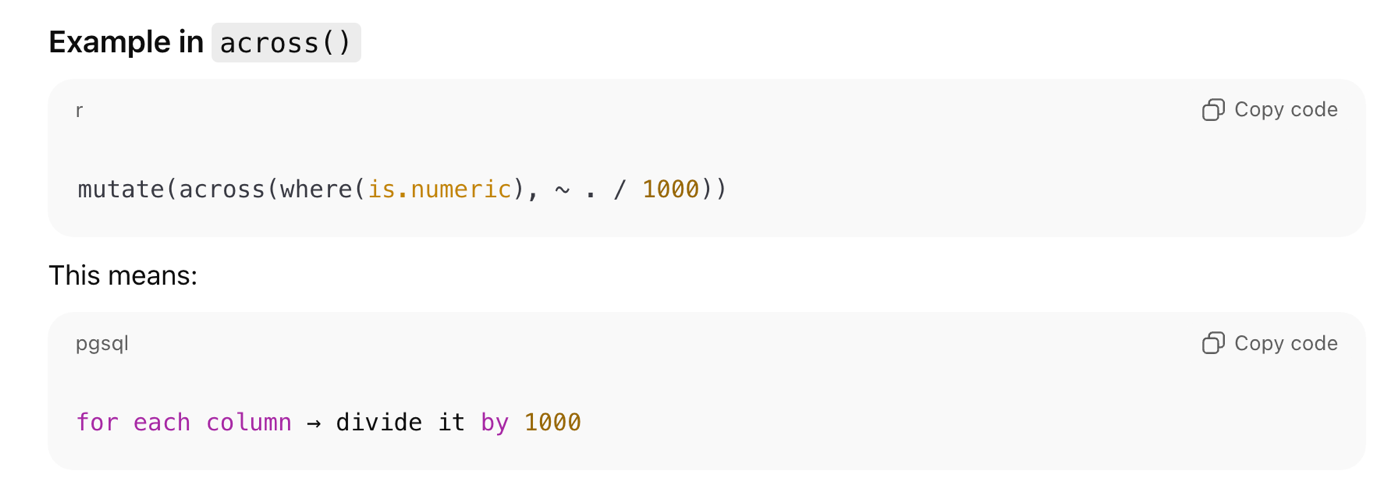 Example in across()
r
Copy code
mutate(across(where(is.numeric), ~ . / 1000))
This means:
pgsql
Copy code
for each column → divide it by 1000